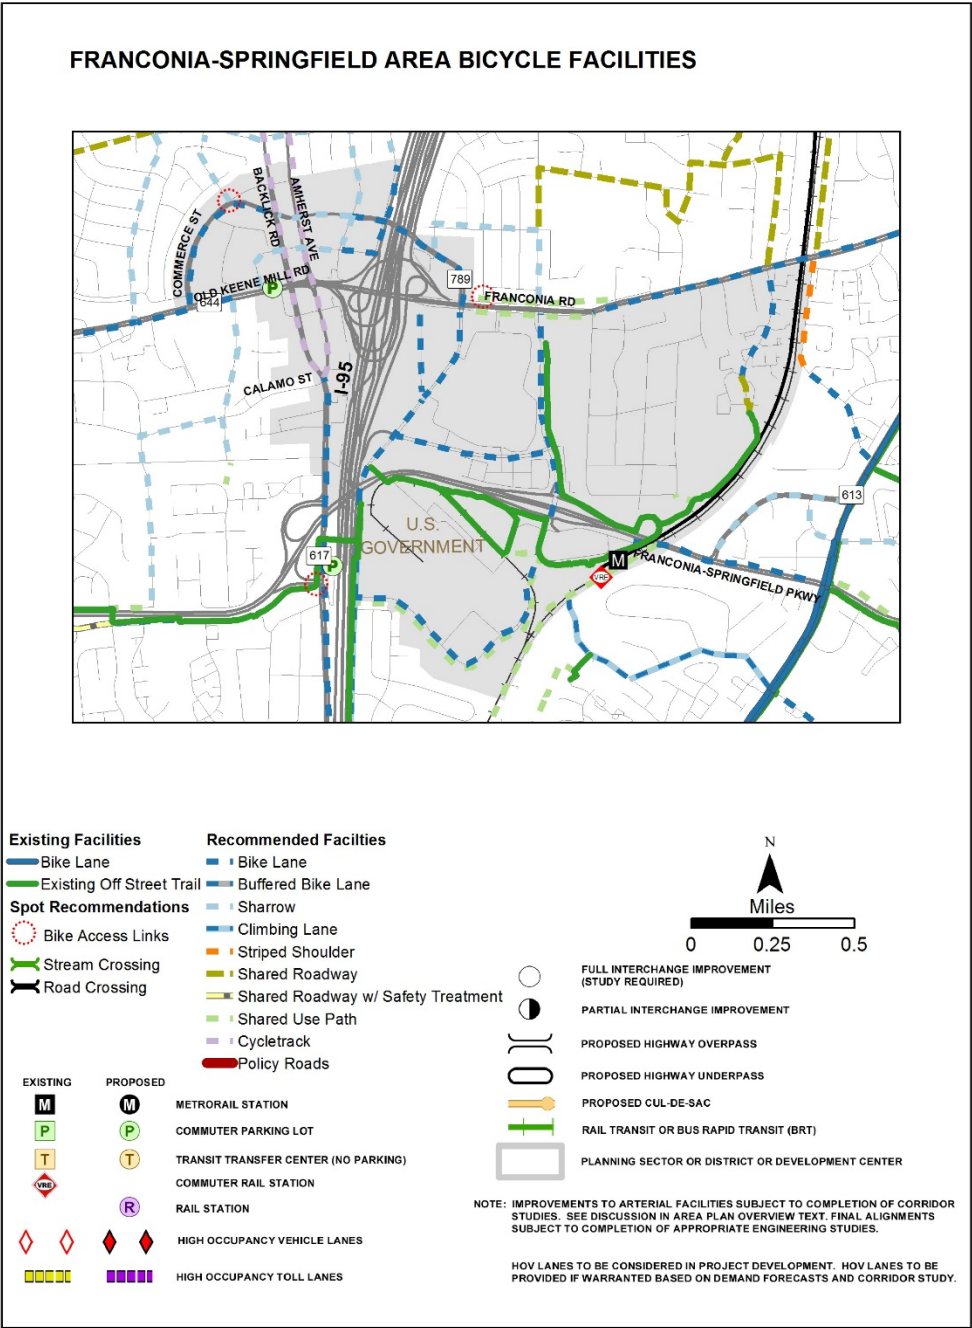 FRANCONIA-SPRINGFIELD AREA BICYCLE FACILITIES
COMMERCE ST
BACKLICK RD
AMHERST AVE
OLD KEENE MILL RD
644
P
789
FRANCONIA RD
CALAMO ST
I-95
613
U.S.
GOVERNMENT
617
P
M
VRE
FRANCONIA-SPRINGFIELD PKWY
Existing Facilities
Bike Lane
Existing Off Street Trail
Spot Recommendations
Bike Access Links
Stream Crossing
Road Crossing
Recommended Facilties
Bike Lane
Buffered Bike Lane
Sharrow
Climbing Lane
Striped Shoulder
Shared Roadway
Shared Roadway w/ Safety Treatment
Shared Use Path
Cycletrack
Policy Roads
N
Miles
0 0.25 0.5
EXISTING PROPOSED
M M METRORAIL STATION
P P COMMUTER PARKING LOT
T T TRANSIT TRANSFER CENTER (NO PARKING)
VRE COMMUTER RAIL STATION
R RAIL STATION
HIGH OCCUPANCY VEHICLE LANES
HIGH OCCUPANCY TOLL LANES
FULL INTERCHANGE IMPROVEMENT
(STUDY REQUIRED)
PARTIAL INTERCHANGE IMPROVEMENT
PROPOSED HIGHWAY OVERPASS
PROPOSED HIGHWAY UNDERPASS
PROPOSED CUL-DE-SAC
RAIL TRANSIT OR BUS RAPID TRANSIT (BRT)
PLANNING SECTOR OR DISTRICT OR DEVELOPMENT CENTER
NOTE: IMPROVEMENTS TO ARTERIAL FACILITIES SUBJECT TO COMPLETION OF CORRIDOR
STUDIES. SEE DISCUSSION IN AREA PLAN OVERVIEW TEXT. FINAL ALIGNMENTS
SUBJECT TO COMPLETION OF APPROPRIATE ENGINEERING STUDIES.
HOV LANES TO BE CONSIDERED IN PROJECT DEVELOPMENT. HOV LANES TO BE
PROVIDED IF WARRANTED BASED ON DEMAND FORECASTS AND CORRIDOR STUDY.